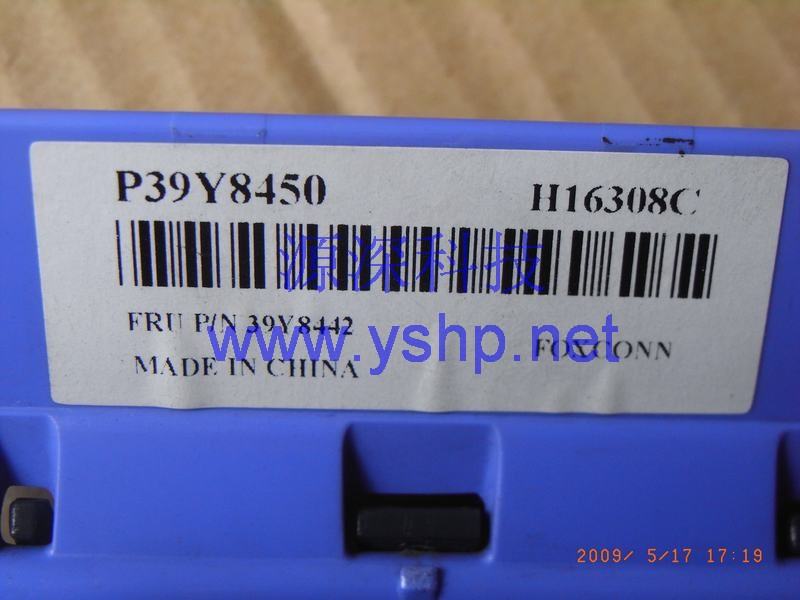 P39Y8450 H16308C
源深科技
FRU P/N 39Y8442
www.yshp.net
FOXCONN
MADE IN CHINA
2009/ 5/17 17:19